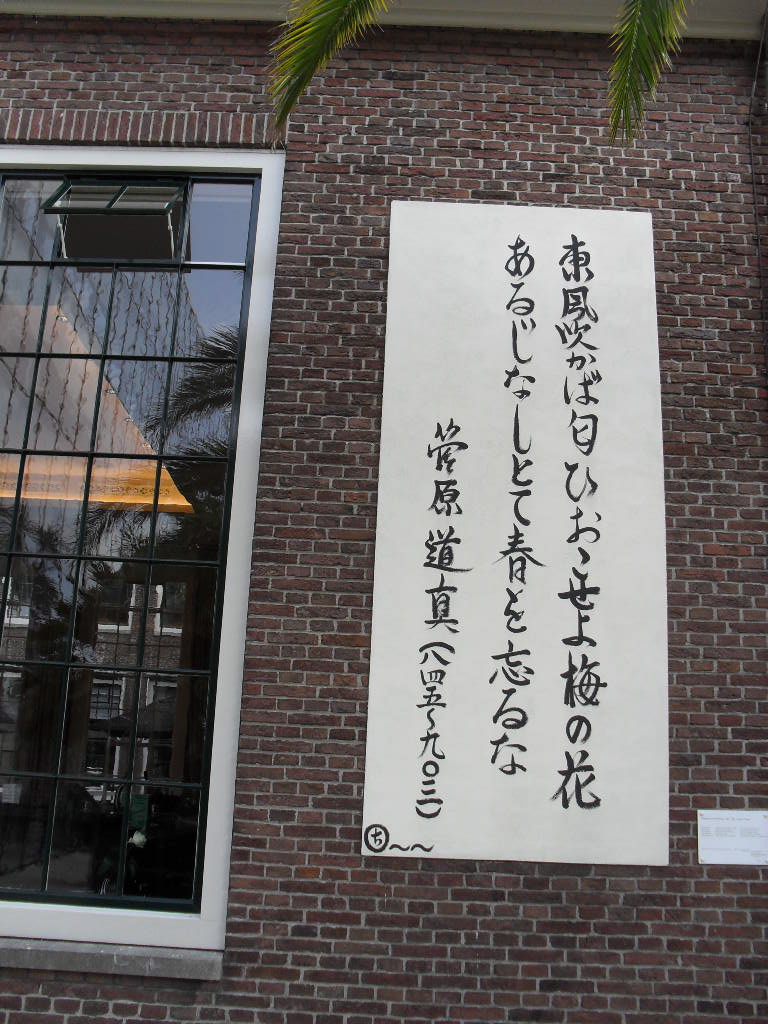 東風吹かば匂ひおこせよ梅の花
あるじなしとて春を忘るな
菅原道真(八四五〜九〇三)
ち〜〜